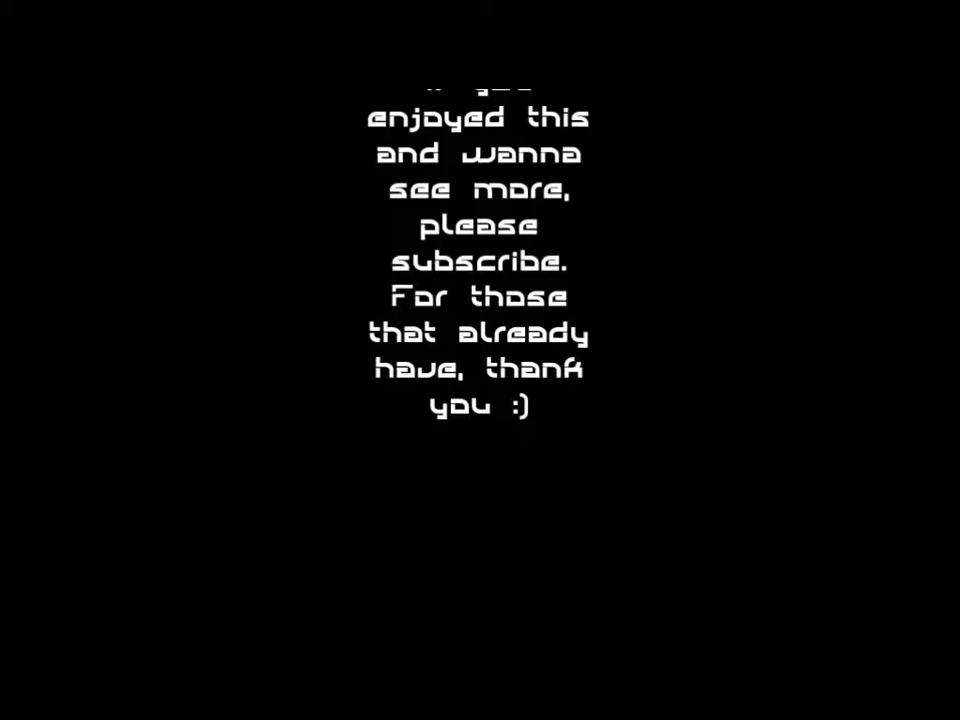 enjoyed this
and wanna
see more,
please
subscribe.
For those
that already
have, thank
you :)